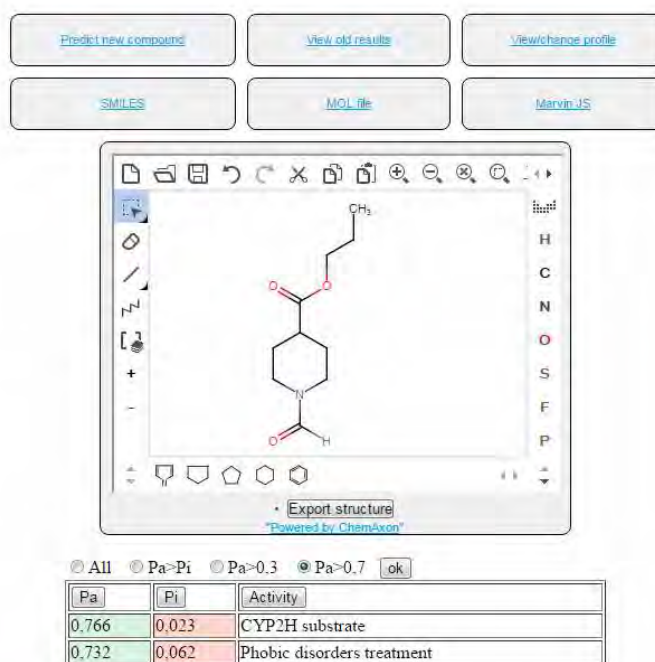 Predict new compound View old results View/change profile
SMILES MOL file Marvin JS
CH₃
H
C
N
O
S
F
P
O O
N
O H
+
-
• Export structure
"Powered by ChemAxon"
All Pa>Pi Pa>0.3 Pa>0.7 ok
Pa Pi Activity
0,766 0,023 CYP2H substrate
0,732 0,062 Phobic disorders treatment